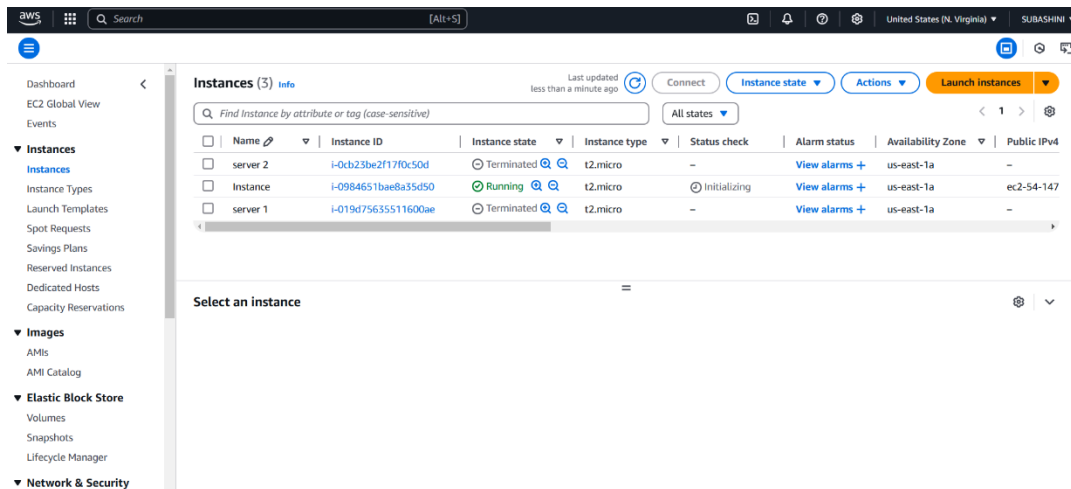 aws Search [Alt+S] United States (N. Virginia) ▼ SUBASHINI
Dashboard
EC2 Global View
Events
▼ Instances
Instances
Instance Types
Launch Templates
Spot Requests
Savings Plans
Reserved Instances
Dedicated Hosts
Capacity Reservations
▼ Images
AMIs
AMI Catalog
▼ Elastic Block Store
Volumes
Snapshots
Lifecycle Manager
▼ Network & Security
Instances (3) Info
Last updated
less than a minute ago
Connect Instance state ▼ Actions ▼ Launch instances ▼
Find Instance by attribute or tag (case-sensitive) All states ▼ < 1 >
Name Instance ID Instance state Instance type Status check Alarm status Availability Zone Public IPv4
server 2 i-0cb23be2f17f0c50d Terminated t2.micro – View alarms + us-east-1a –
Instance i-0984651bae8a35d50 Running t2.micro Initializing View alarms + us-east-1a ec2-54-147
server 1 i-019d75635511600ae Terminated t2.micro – View alarms + us-east-1a –
Select an instance